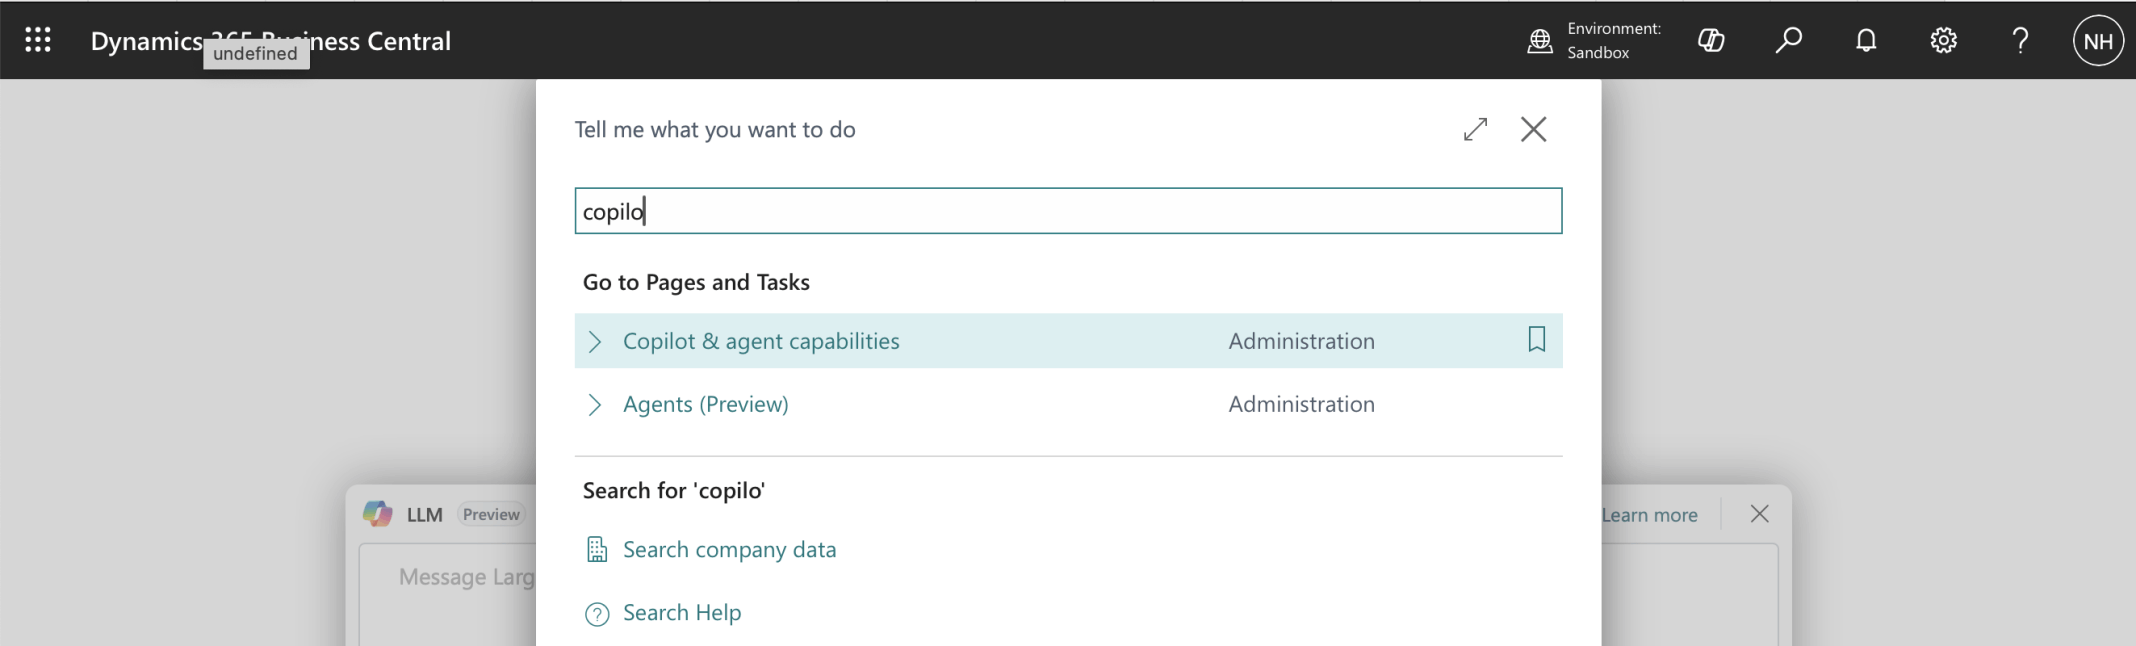 Dynamics 365 Business Central
undefined
Environment:
Sandbox
NH
Tell me what you want to do
copilo
Go to Pages and Tasks
Copilot & agent capabilities Administration
Agents (Preview) Administration
Search for 'copilo'
LLM Preview
Learn more
Search company data
Message Larg
Search Help